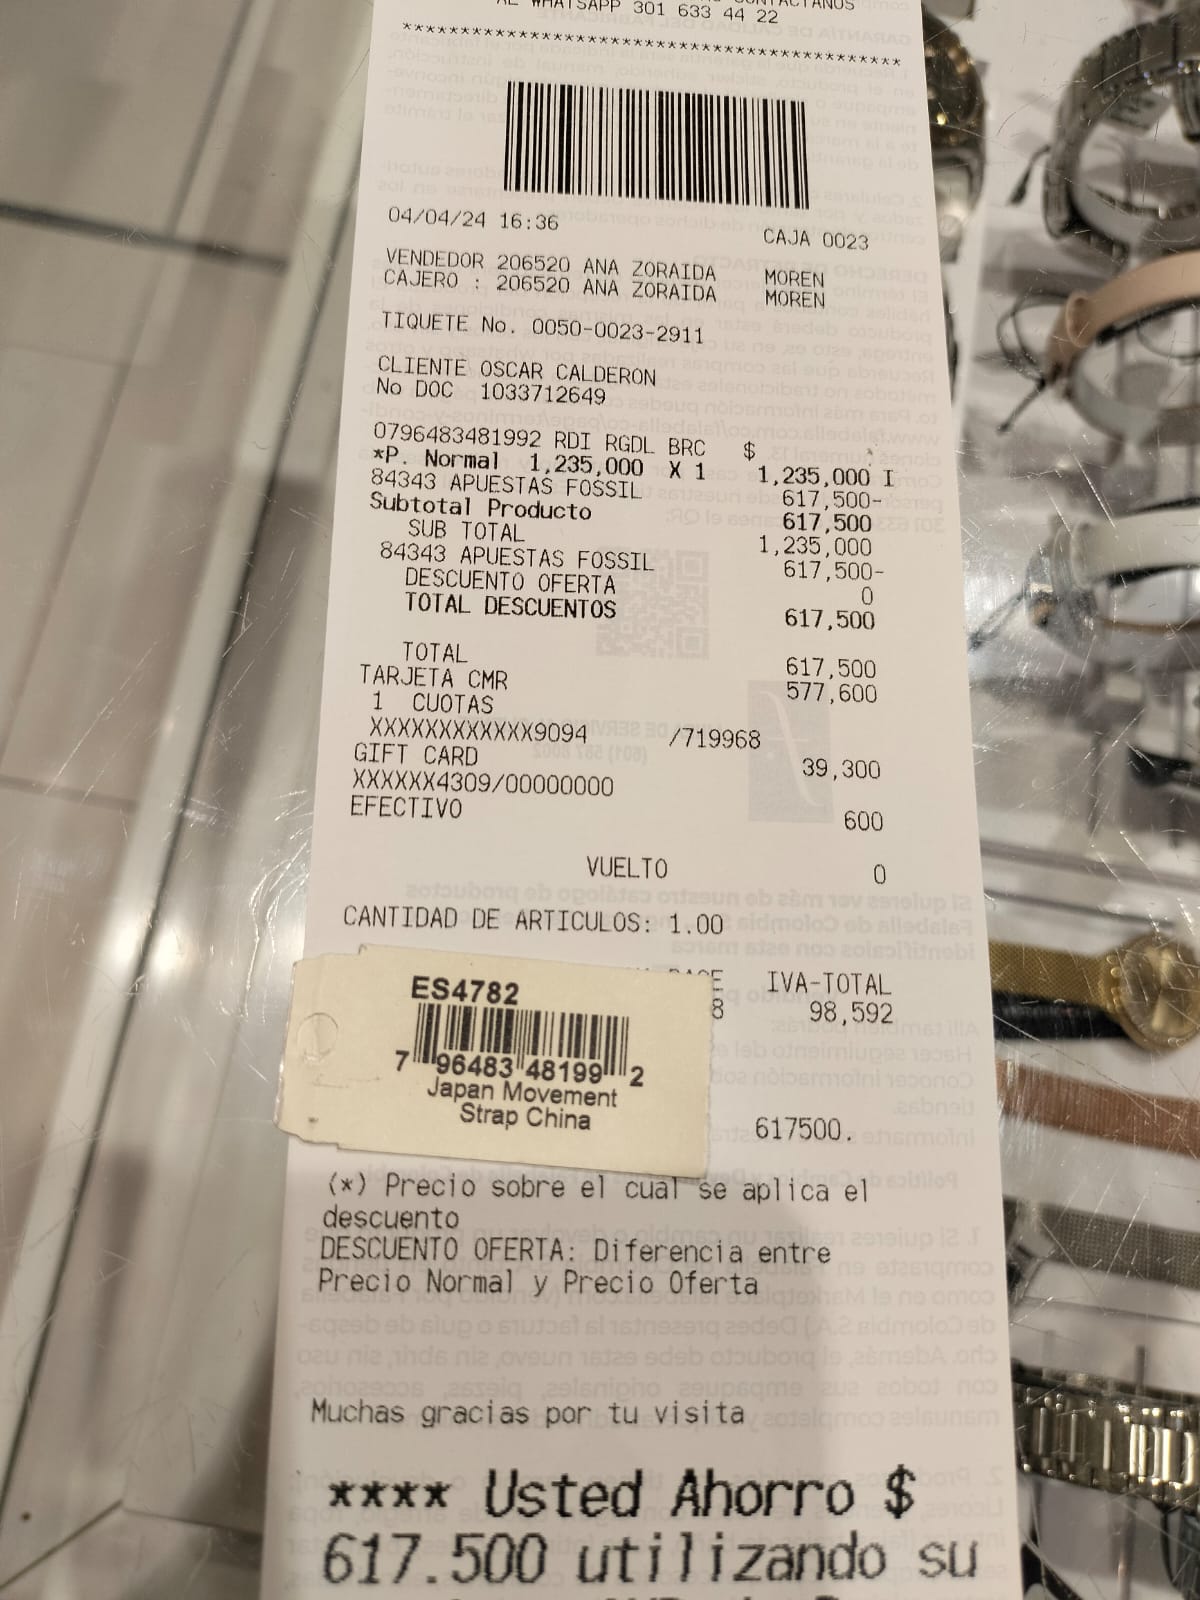 AL WHATSAPP 301 633 44 22
*******************************************
04/04/24 16:36 CAJA 0023
VENDEDOR 206520 ANA ZORAIDA MOREN
CAJERO : 206520 ANA ZORAIDA MOREN
TIQUETE No. 0050-0023-2911
CLIENTE OSCAR CALDERON
No DOC 1033712649
0796483481992 RDI RGDL BRC $
*P. Normal 1,235,000 X 1 1,235,000 I
84343 APUESTAS FOSSIL 617,500-
Subtotal Producto 617,500
SUB TOTAL 1,235,000
84343 APUESTAS FOSSIL 617,500-
DESCUENTO OFERTA 0
TOTAL DESCUENTOS 617,500
TOTAL 617,500
TARJETA CMR 577,600
1 CUOTAS
XXXXXXXXXXXX9094 /719968
GIFT CARD 39,300
XXXXXX4309/00000000
EFECTIVO 600
VUELTO 0
CANTIDAD DE ARTICULOS: 1.00
IVA-TOTAL
8 98,592
ES4782
7 96483 48199 2
Japan Movement
Strap China
617500.
(*) Precio sobre el cual se aplica el
descuento
DESCUENTO OFERTA: Diferencia entre
Precio Normal y Precio Oferta
Muchas gracias por tu visita
**** Usted Ahorro $
617.500 utilizando su